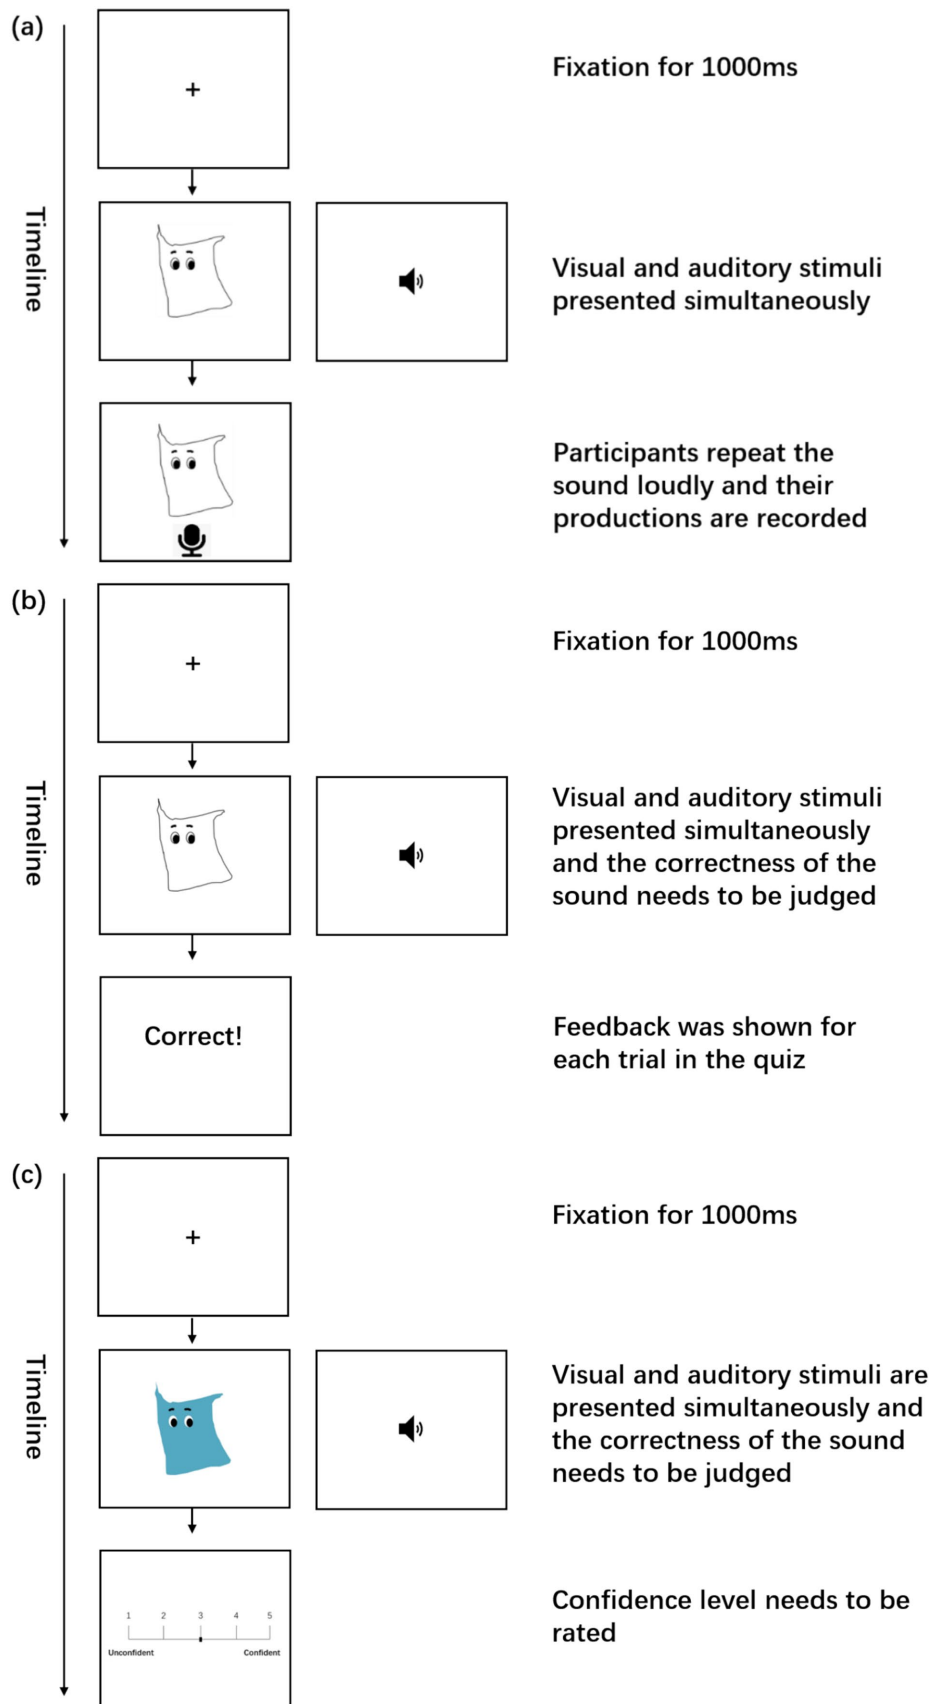 (a)
Timeline
+
Fixation for 1000ms
Visual and auditory stimuli
presented simultaneously
Participants repeat the
sound loudly and their
productions are recorded
(b)
Timeline
+
Fixation for 1000ms
Visual and auditory stimuli
presented simultaneously
and the correctness of the
sound needs to be judged
Correct!
Feedback was shown for
each trial in the quiz
(c)
Timeline
+
Fixation for 1000ms
Visual and auditory stimuli are
presented simultaneously and
the correctness of the sound
needs to be judged
1 2 3 4 5
Unconfident Confident
Confidence level needs to be
rated